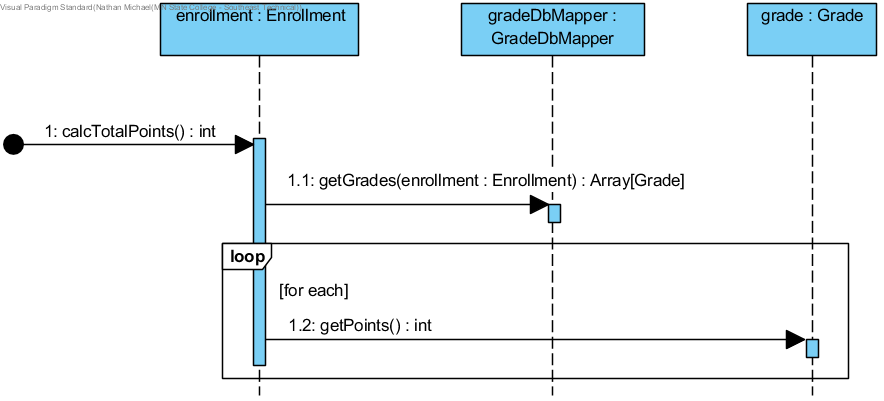 Visual Paradigm Standard(Nathan Michael(MN State College - Southeast Technical))
enrollment : Enrollment
gradeDbMapper :
GradeDbMapper
grade : Grade
1: calcTotalPoints() : int
1.1: getGrades(enrollment : Enrollment) : Array[Grade]
loop
[for each]
1.2: getPoints() : int